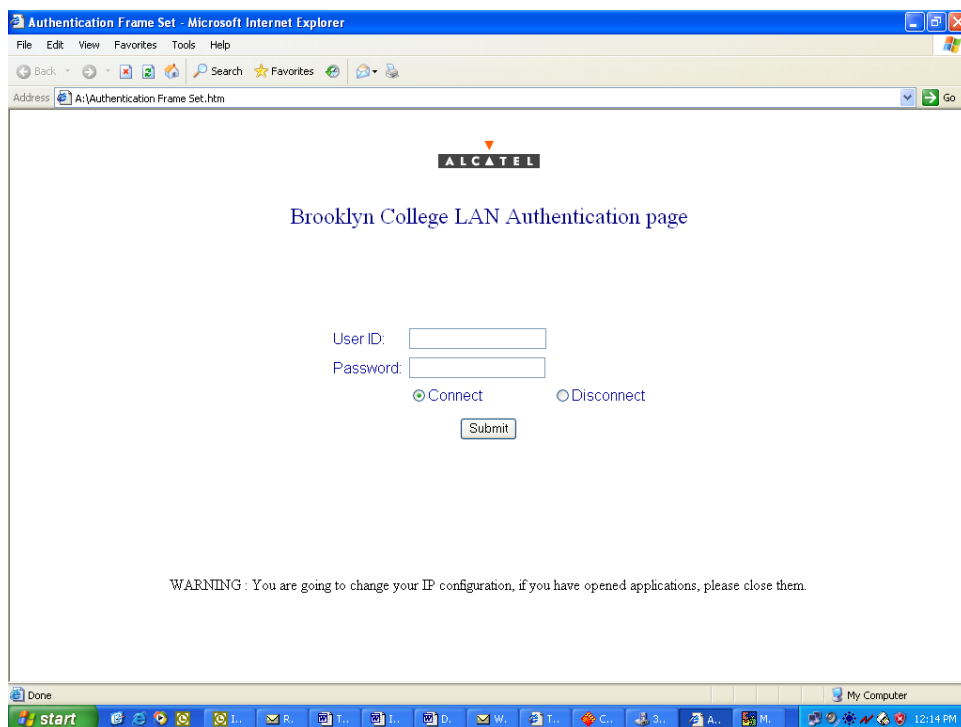 Authentication Frame Set - Microsoft Internet Explorer
File Edit View Favorites Tools Help
Back Search Favorites
Address A:\Authentication Frame Set.htm Go
ALCATEL
Brooklyn College LAN Authentication page
User ID:
Password:
Connect Disconnect
Submit
WARNING : You are going to change your IP configuration, if you have opened applications, please close them.
Done My Computer
start I.. R.. T.. I.. D.. W.. T.. C.. 3.. A.. M.. 12:14 PM